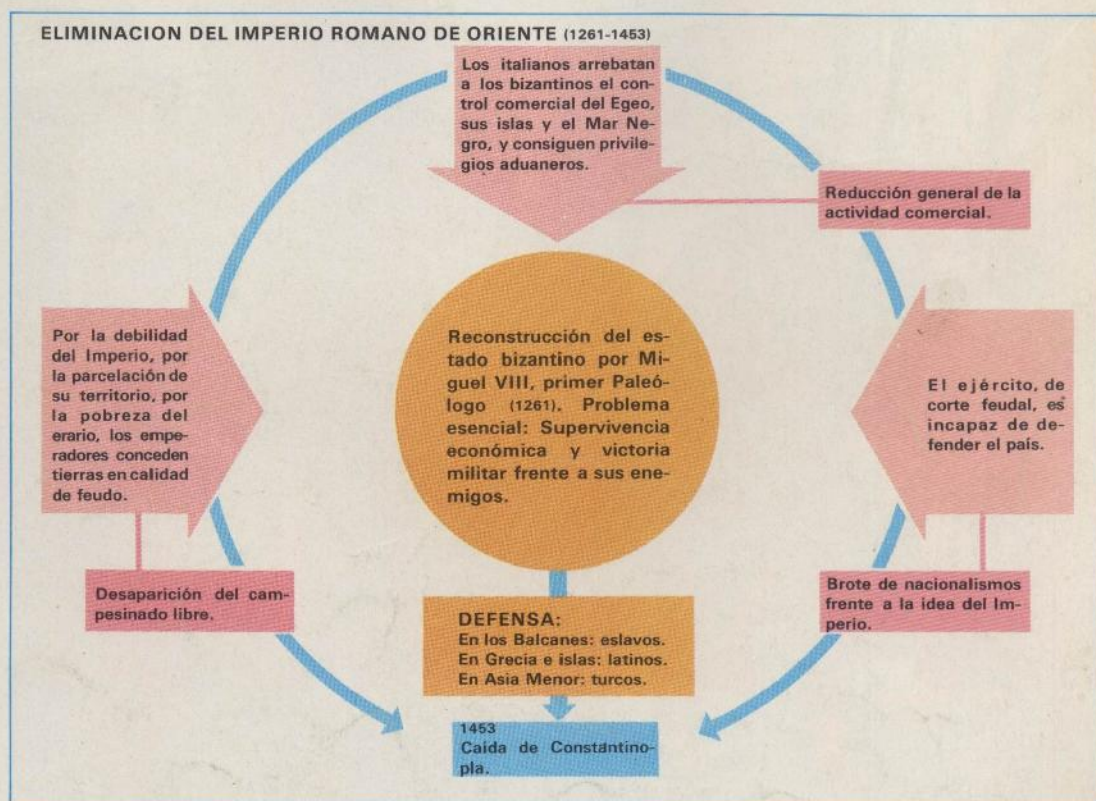 ELIMINACION DEL IMPERIO ROMANO DE ORIENTE (1261-1453)
Los italianos arrebatan
a los bizantinos el con-
trol comercial del Egeo,
sus islas y el Mar Ne-
gro, y consiguen privile-
gios aduaneros.
Reducción general de la
actividad comercial.
Por la debilidad
del Imperio, por
la parcelación de
su territorio, por
la pobreza del
erario, los empe-
radores conceden
tierras en calidad
de feudo.
Reconstrucción del es-
tado bizantino por Mi-
guel VIII, primer Paleó-
logo (1261). Problema
esencial: Supervivencia
económica y victoria
militar frente a sus ene-
migos.
El ejército, de
corte feudal, es
incapaz de de-
fender el país.
Desaparición del cam-
pesinado libre.
Brote de nacionalismos
frente a la idea del Im-
perio.
DEFENSA:
En los Balcanes: eslavos.
En Grecia e islas: latinos.
En Asia Menor: turcos.
1453
Caida de Constantino-
pla.